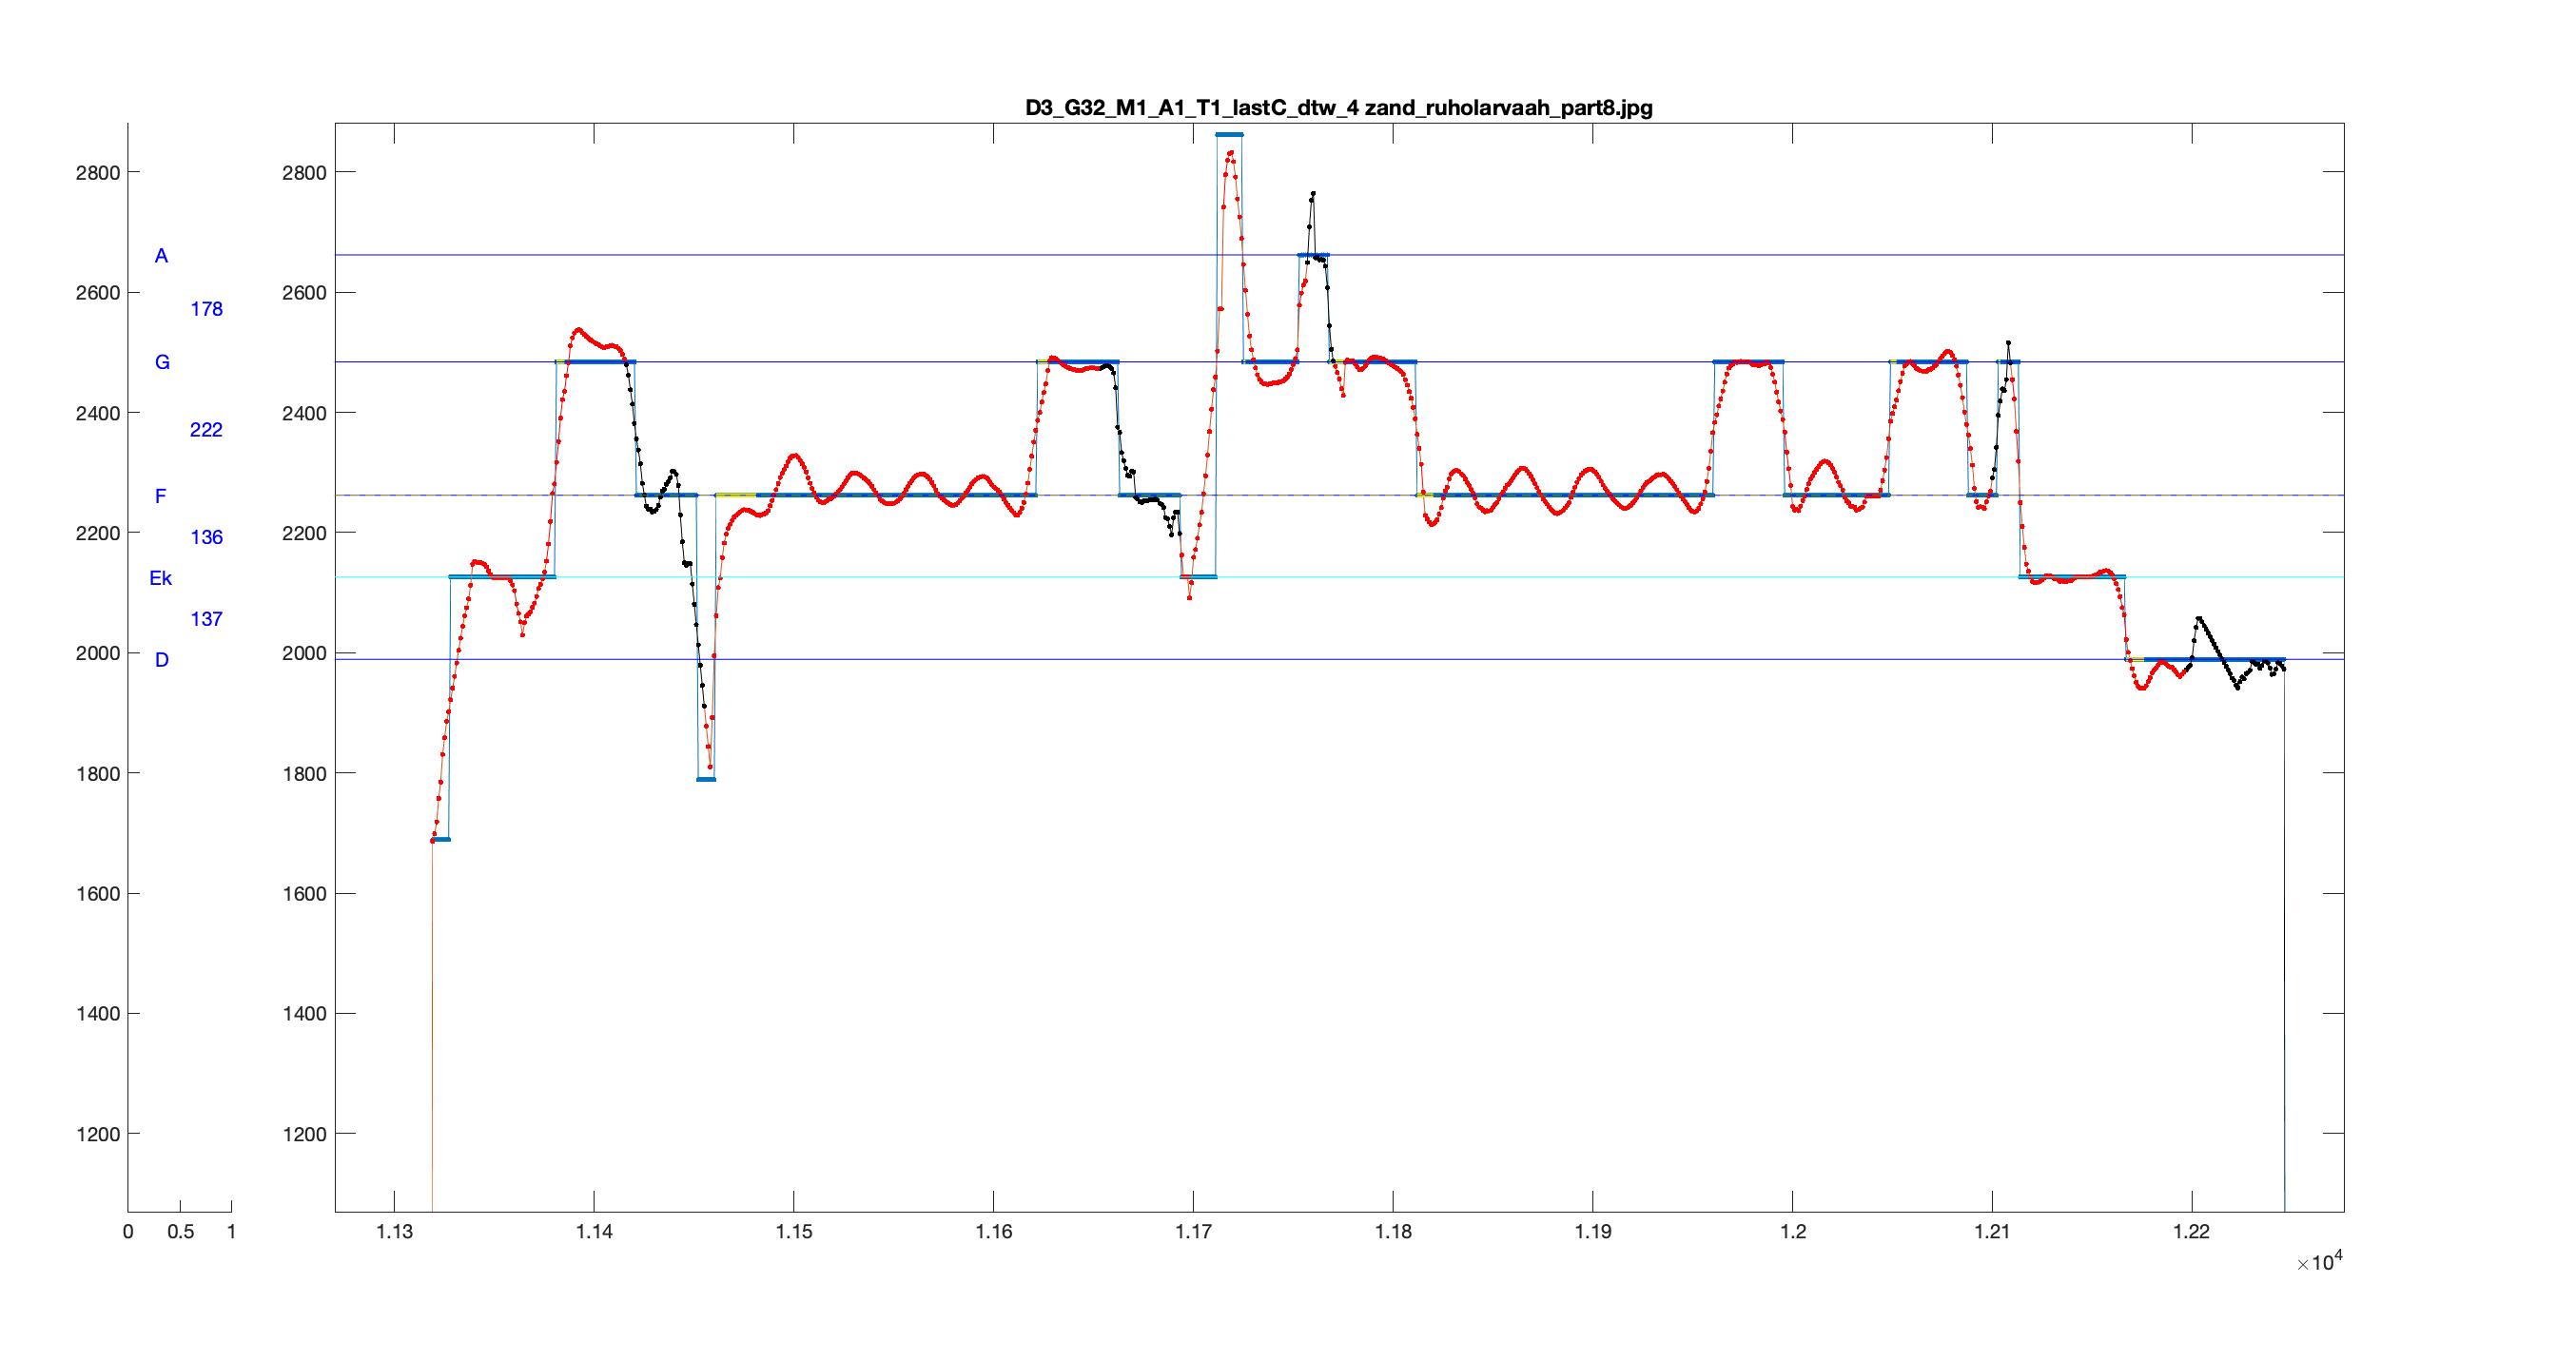 D3_G32_M1_A1_T1_lastC_dtw_4 zand_ruholarvaah_part8.jpg
2800 2800
A
2600 2600
178
G
2400 2400
222
F
2200 2200
136
Ek
137
2000 2000
D
1800 1800
1600 1600
1400 1400
1200 1200
0 0.5 1 1.13 1.14 1.15 1.16 1.17 1.18 1.19 1.2 1.21 1.22
×10^4